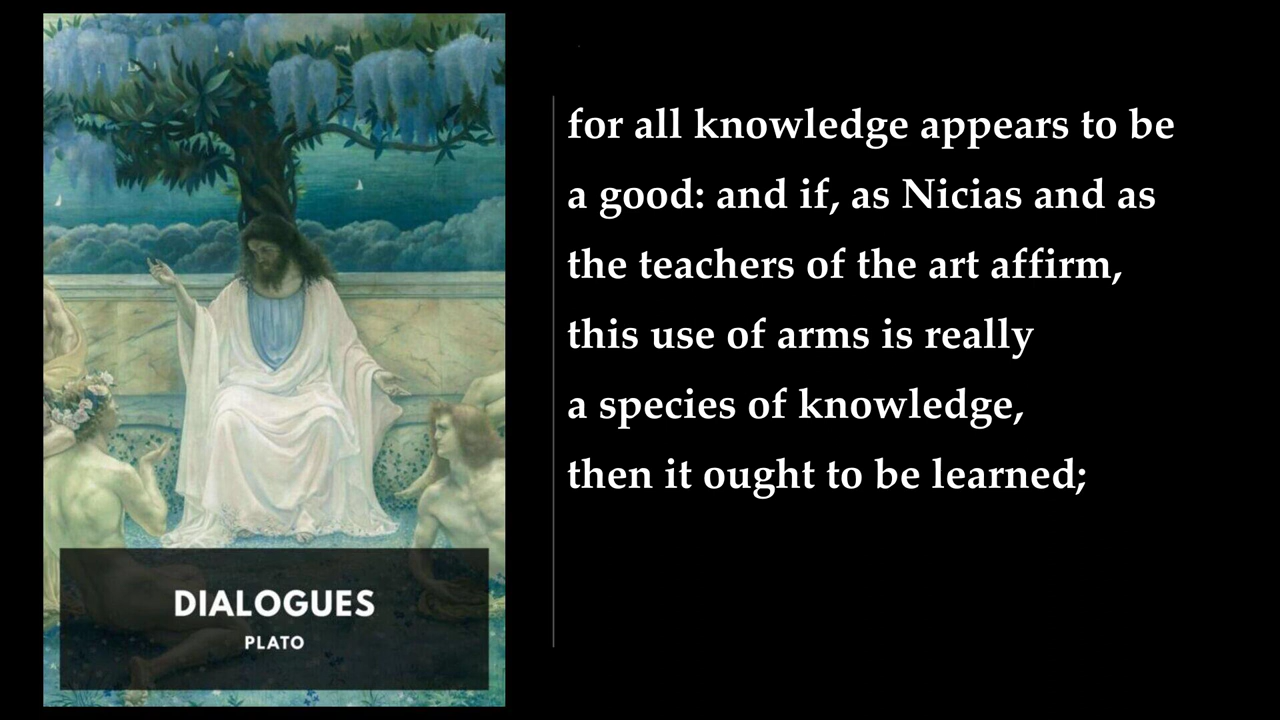 DIALOGUES
PLATO
for all knowledge appears to be
a good: and if, as Nicias and as
the teachers of the art affirm,
this use of arms is really
a species of knowledge,
then it ought to be learned;